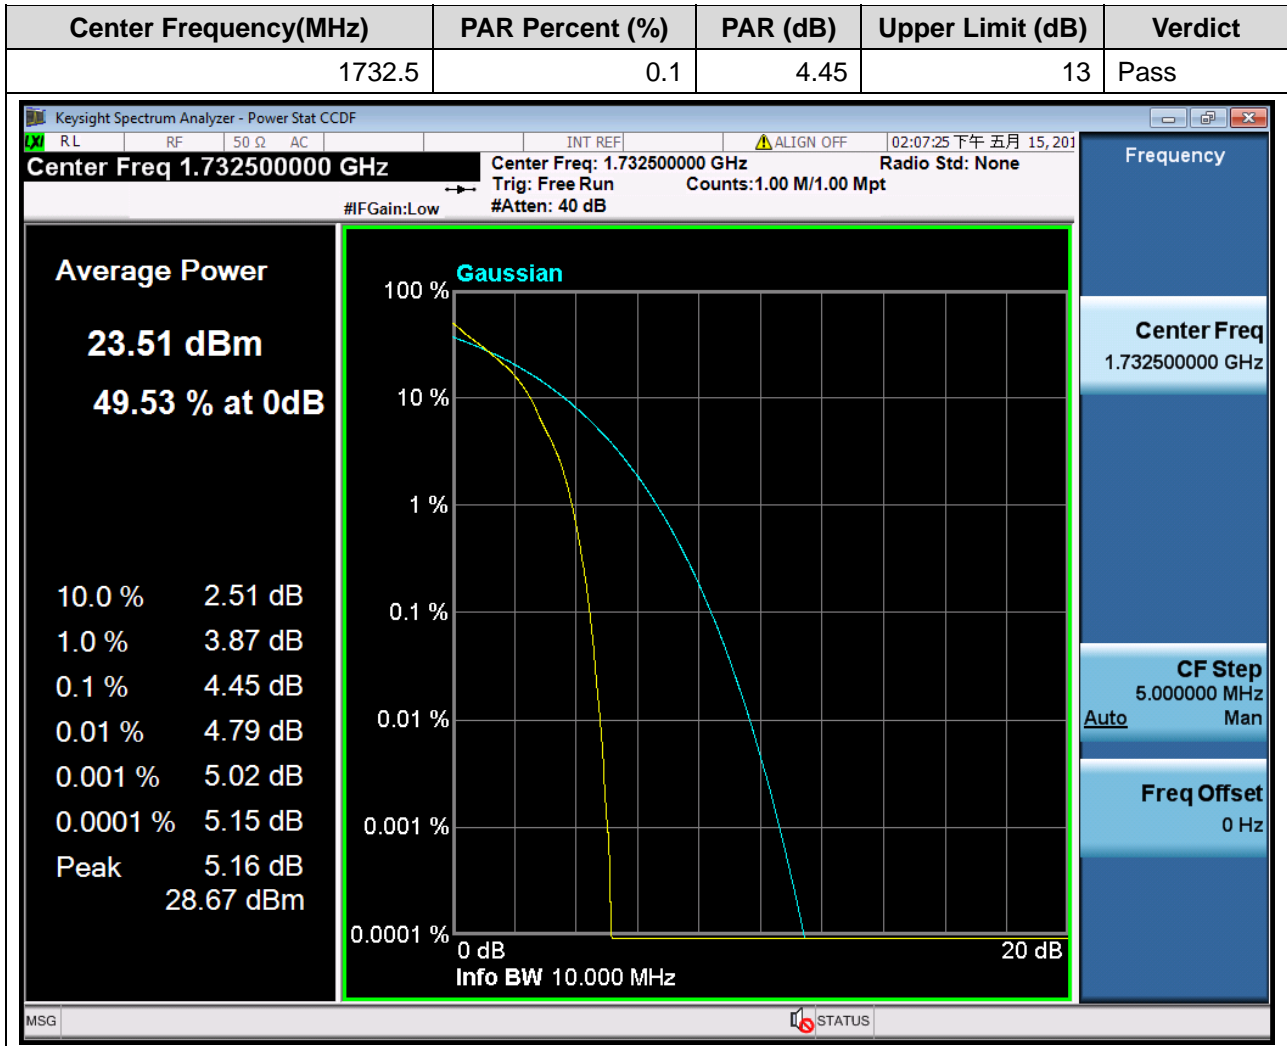 Center Frequency(MHz) PAR Percent (%) PAR (dB) Upper Limit (dB) Verdict
1732.5 0.1 4.45 13 Pass
Keysight Spectrum Analyzer - Power Stat CCDF
LXI RL RF 50 Ω AC INT REF ALIGN OFF 02:07:25 下午 五月 15, 201
Center Freq 1.732500000 GHz
Center Freq: 1.732500000 GHz Radio Std: None
Trig: Free Run Counts:1.00 M/1.00 Mpt
#IFGain:Low #Atten: 40 dB
Frequency
Average Power
23.51 dBm
49.53 % at 0dB
10.0 % 2.51 dB
1.0 % 3.87 dB
0.1 % 4.45 dB
0.01 % 4.79 dB
0.001 % 5.02 dB
0.0001 % 5.15 dB
Peak 5.16 dB
28.67 dBm
Gaussian
100 %
10 %
1 %
0.1 %
0.01 %
0.001 %
0.0001 %
0 dB 20 dB
Info BW 10.000 MHz
Center Freq
1.732500000 GHz
CF Step
5.000000 MHz
Auto Man
Freq Offset
0 Hz
MSG STATUS